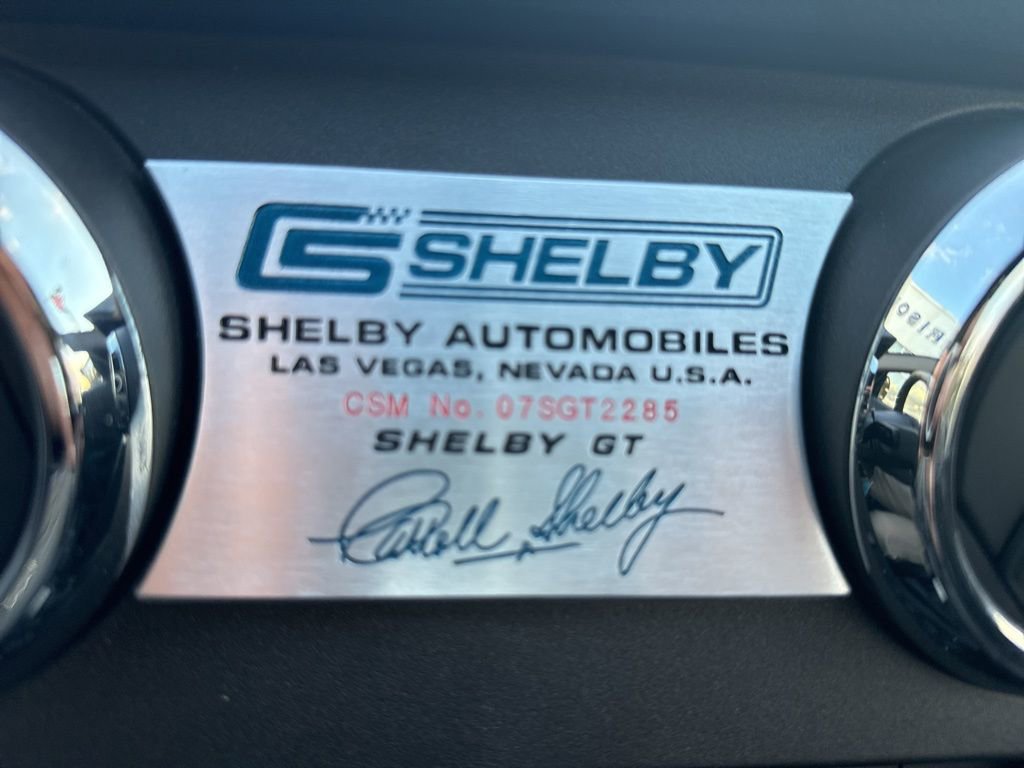 CS SHELBY
SHELBY AUTOMOBILES
LAS VEGAS, NEVADA U.S.A.
CSM No. 07SGT2285
SHELBY GT
Carroll Shelby